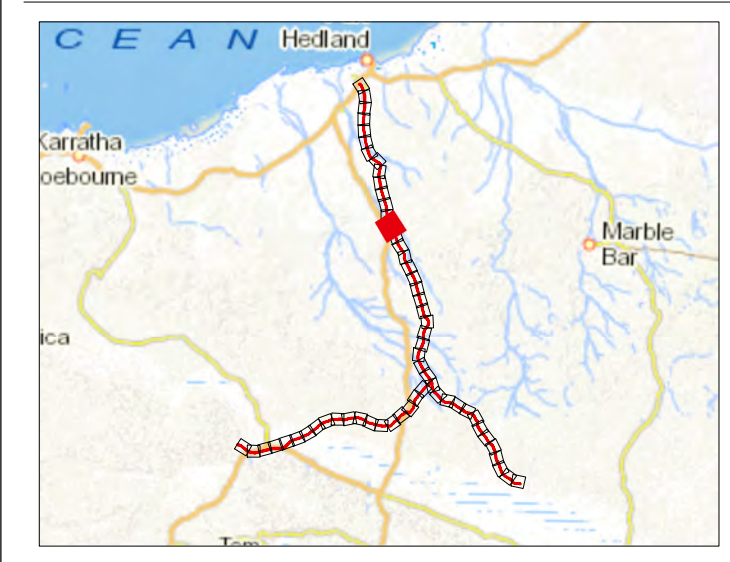 C E A N
Hedland
Karratha
oebourne
Marble
Bar
ica
Tom